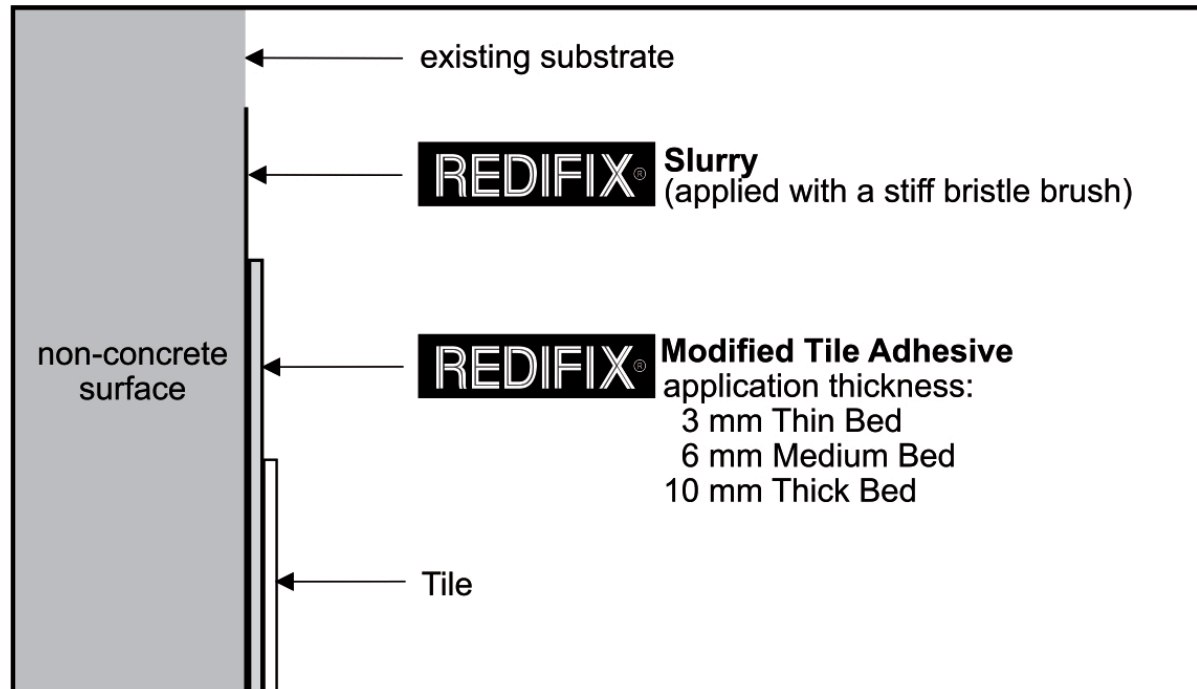 existing substrate
REDIFIX® Slurry
(applied with a stiff bristle brush)
non-concrete
surface
REDIFIX® Modified Tile Adhesive
application thickness:
3 mm Thin Bed
6 mm Medium Bed
10 mm Thick Bed
Tile